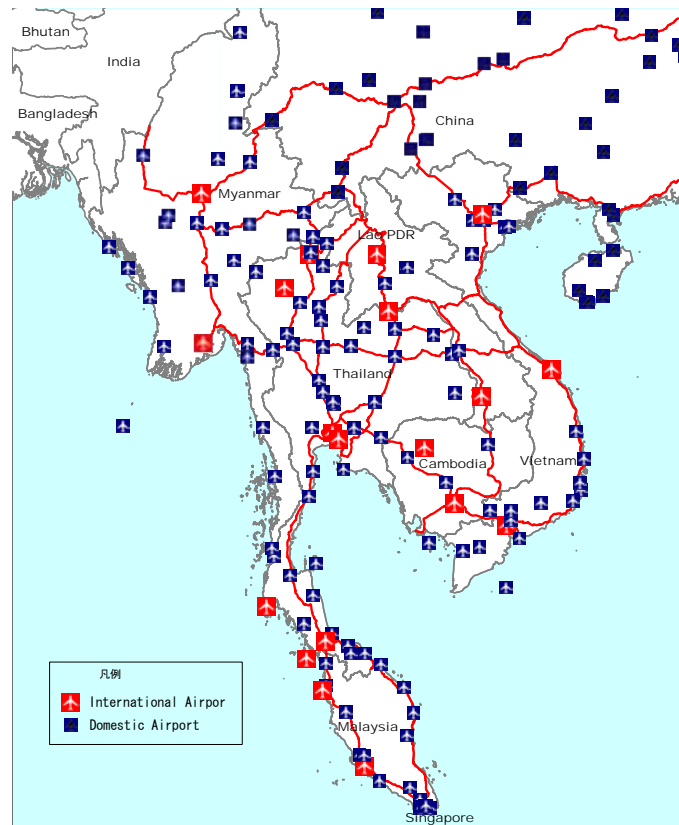 Bhutan
India
Bangladesh
China
Myanmar
Lao PDR
Thailand
Cambodia
Vietnam
凡例
International Airpor
Domestic Airport
Malaysia
Singapore